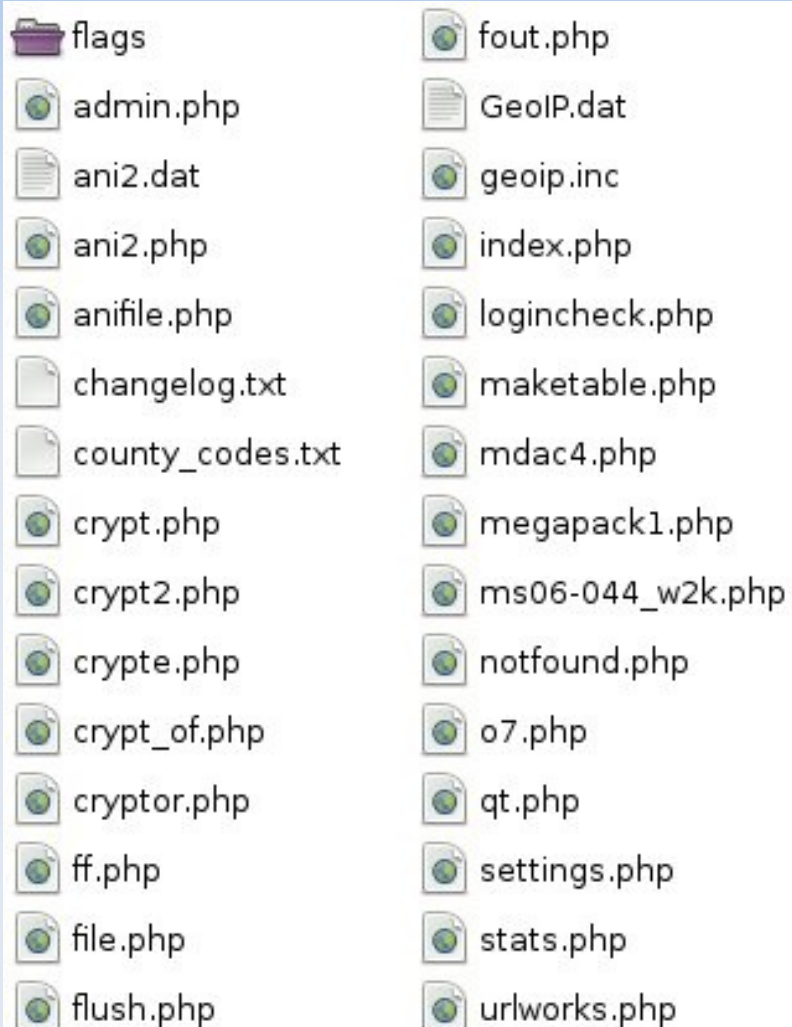 flags
admin.php
ani2.dat
ani2.php
anifile.php
changelog.txt
county_codes.txt
crypt.php
crypt2.php
crypte.php
crypt_of.php
cryptor.php
ff.php
file.php
flush.php
fout.php
GeoIP.dat
geoip.inc
index.php
logincheck.php
maketable.php
mdac4.php
megapack1.php
ms06-044_w2k.php
notfound.php
o7.php
qt.php
settings.php
stats.php
urlworks.php